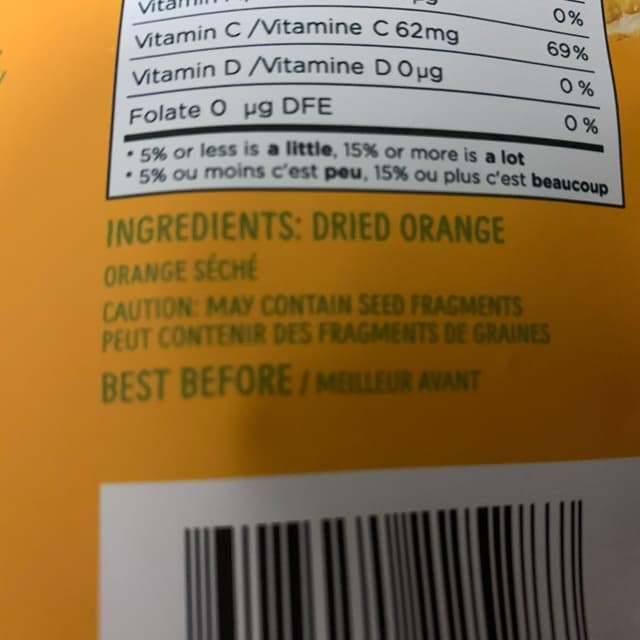 0%
Vitamin C / Vitamine C 62mg 69%
Vitamin D / Vitamine D 0µg 0%
Folate 0 µg DFE 0%
* 5% or less is a little, 15% or more is a lot
* 5% ou moins c'est peu, 15% ou plus c'est beaucoup
INGREDIENTS: DRIED ORANGE
ORANGE SÉCHÉ
CAUTION: MAY CONTAIN SEED FRAGMENTS
PEUT CONTENIR DES FRAGMENTS DE GRAINES
BEST BEFORE / MEILLEUR AVANT